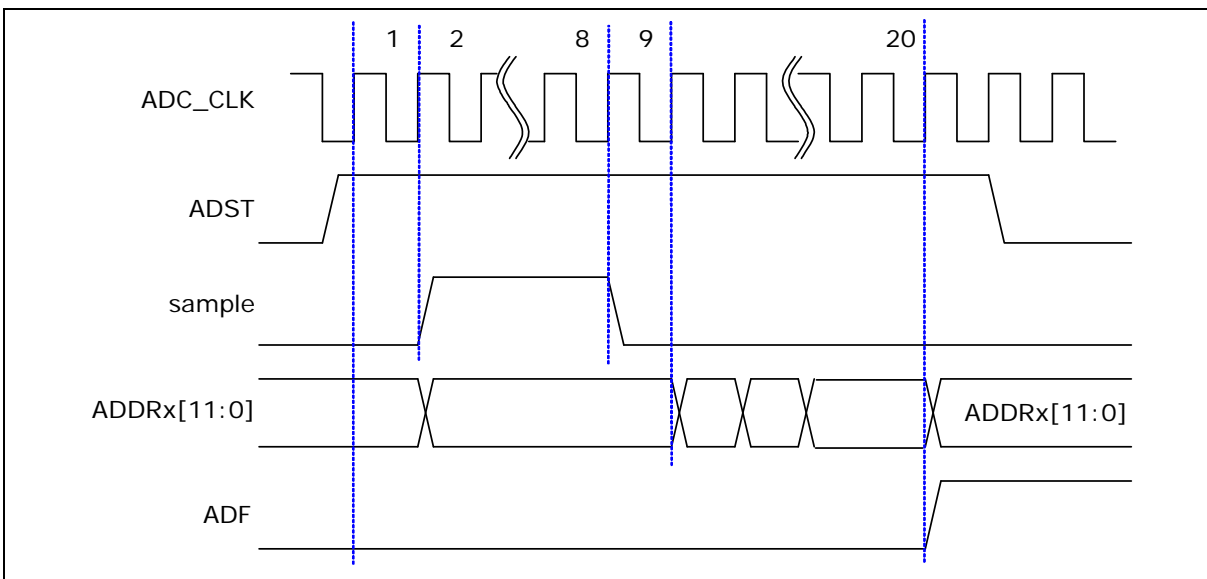 1 2 8 9 20
ADC_CLK
ADST
sample
ADDRx[11:0] ADDRx[11:0]
ADF